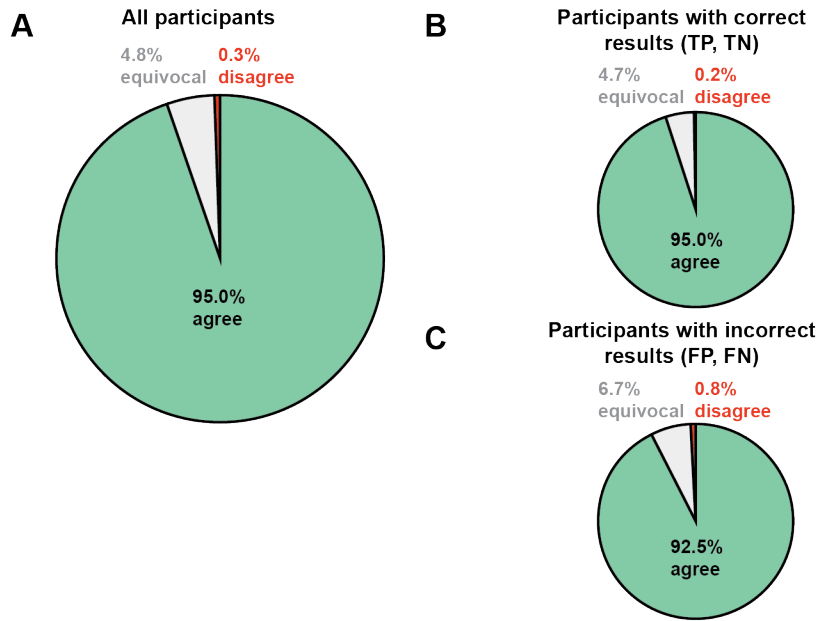 A
All participants
4.8%
equivocal
0.3%
disagree
95.0%
agree
B
Participants with correct
results (TP, TN)
4.7%
equivocal
0.2%
disagree
95.0%
agree
C
Participants with incorrect
results (FP, FN)
6.7%
equivocal
0.8%
disagree
92.5%
agree